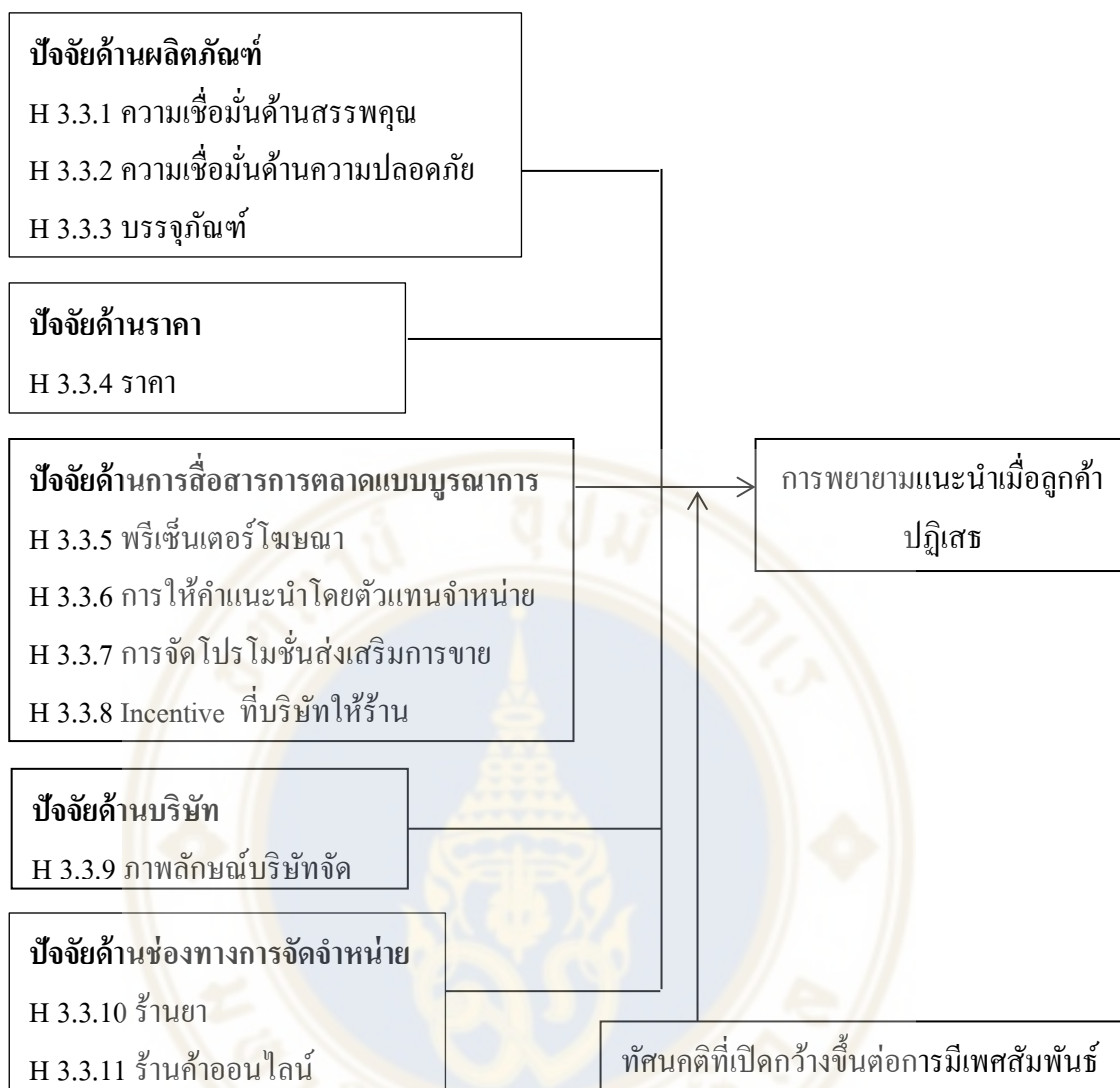 ปัจจัยด้านผลิตภัณฑ์
H 3.3.1 ความเชื่อมั่นด้านสรรพคุณ
H 3.3.2 ความเชื่อมั่นด้านความปลอดภัย
H 3.3.3 บรรจุภัณฑ์
ปัจจัยด้านราคา
H 3.3.4 ราคา
ปัจจัยด้านการสื่อสารการตลาดแบบบูรณาการ
H 3.3.5 พรีเซ็นเตอร์โฆษณา
H 3.3.6 การให้คำแนะนำโดยตัวแทนจำหน่าย
H 3.3.7 การจัดโปรโมชั่นส่งเสริมการขาย
H 3.3.8 Incentive ที่บริษัทให้ร้าน
การพยายามแนะนำเมื่อลูกค้า
ปฏิเสธ
ปัจจัยด้านบริษัท
H 3.3.9 ภาพลักษณ์บริษัทจัด
ปัจจัยด้านช่องทางการจัดจำหน่าย
H 3.3.10 ร้านยา
H 3.3.11 ร้านค้าออนไลน์
ทัศนคติที่เปิดกว้างขึ้นต่อการมีเพศสัมพันธ์